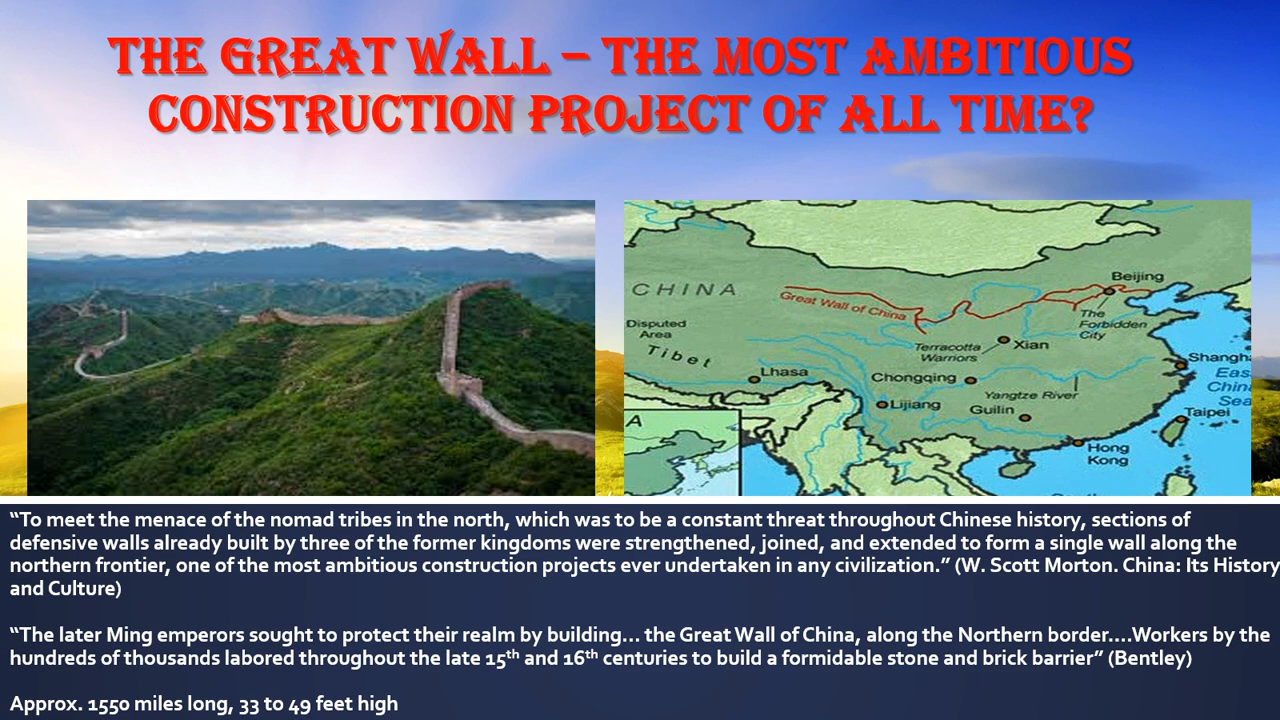 THE GREAT WALL – THE MOST AMBITIOUS
CONSTRUCTION PROJECT OF ALL TIME?
CHINA
Great Wall of China
Beijing
The
Forbidden
City
Disputed
Area
Tibet
Terracotta
Warriors
Xian
Shangha
East
China
Sea
Lhasa
Chongqing
Yangtze River
Lijiang
Guilin
Taipei
A
Hong
Kong
“To meet the menace of the nomad tribes in the north, which was to be a constant threat throughout Chinese history, sections of
defensive walls already built by three of the former kingdoms were strengthened, joined, and extended to form a single wall along the
northern frontier, one of the most ambitious construction projects ever undertaken in any civilization.” (W. Scott Morton. China: Its History
and Culture)
“The later Ming emperors sought to protect their realm by building… the Great Wall of China, along the Northern border….Workers by the
hundreds of thousands labored throughout the late 15th and 16th centuries to build a formidable stone and brick barrier” (Bentley)
Approx. 1550 miles long, 33 to 49 feet high